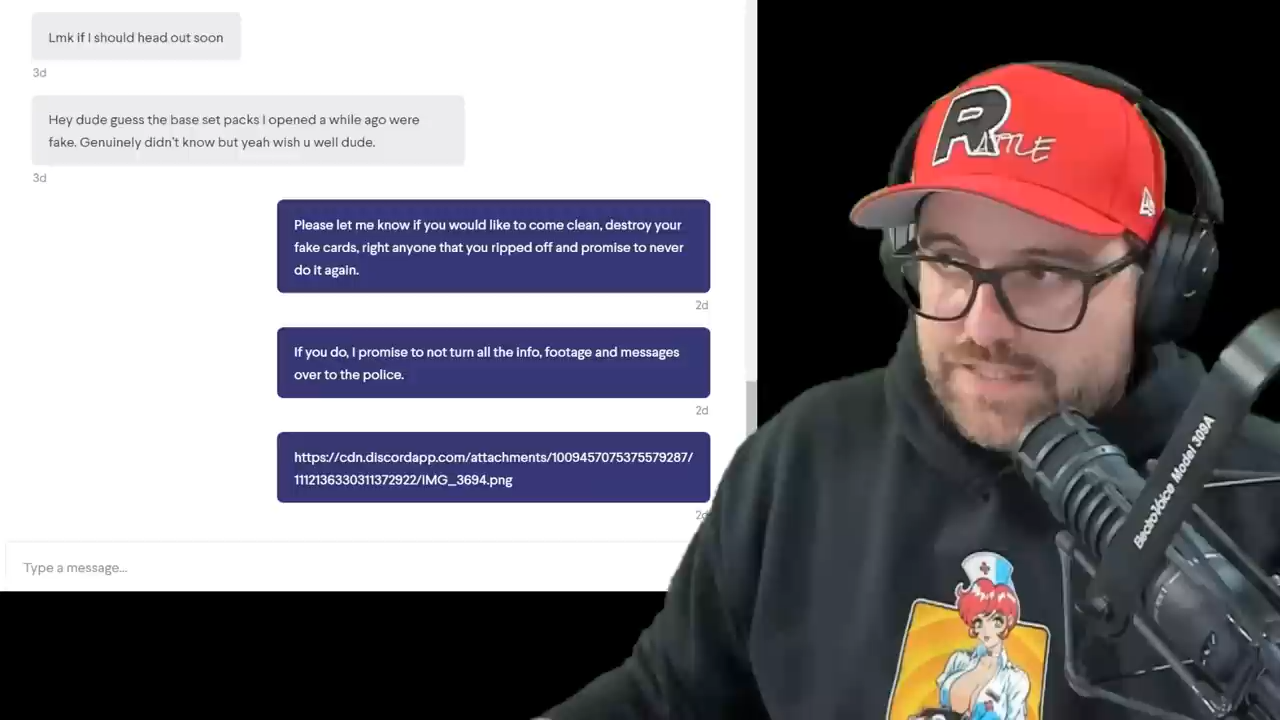 Lmk if I should head out soon
3d
Hey dude guess the base set packs I opened a while ago were
fake. Genuinely didn't know but yeah wish u well dude.
3d
Please let me know if you would like to come clean, destroy your
fake cards, right anyone that you ripped off and promise to never
do it again.
2d
If you do, I promise to not turn all the info, footage and messages
over to the police.
2d
https://cdn.discordapp.com/attachments/1009457075375579287/
1112136330311372922/IMG_3694.png
2d
Type a message...
ElectroVoice Model 309A